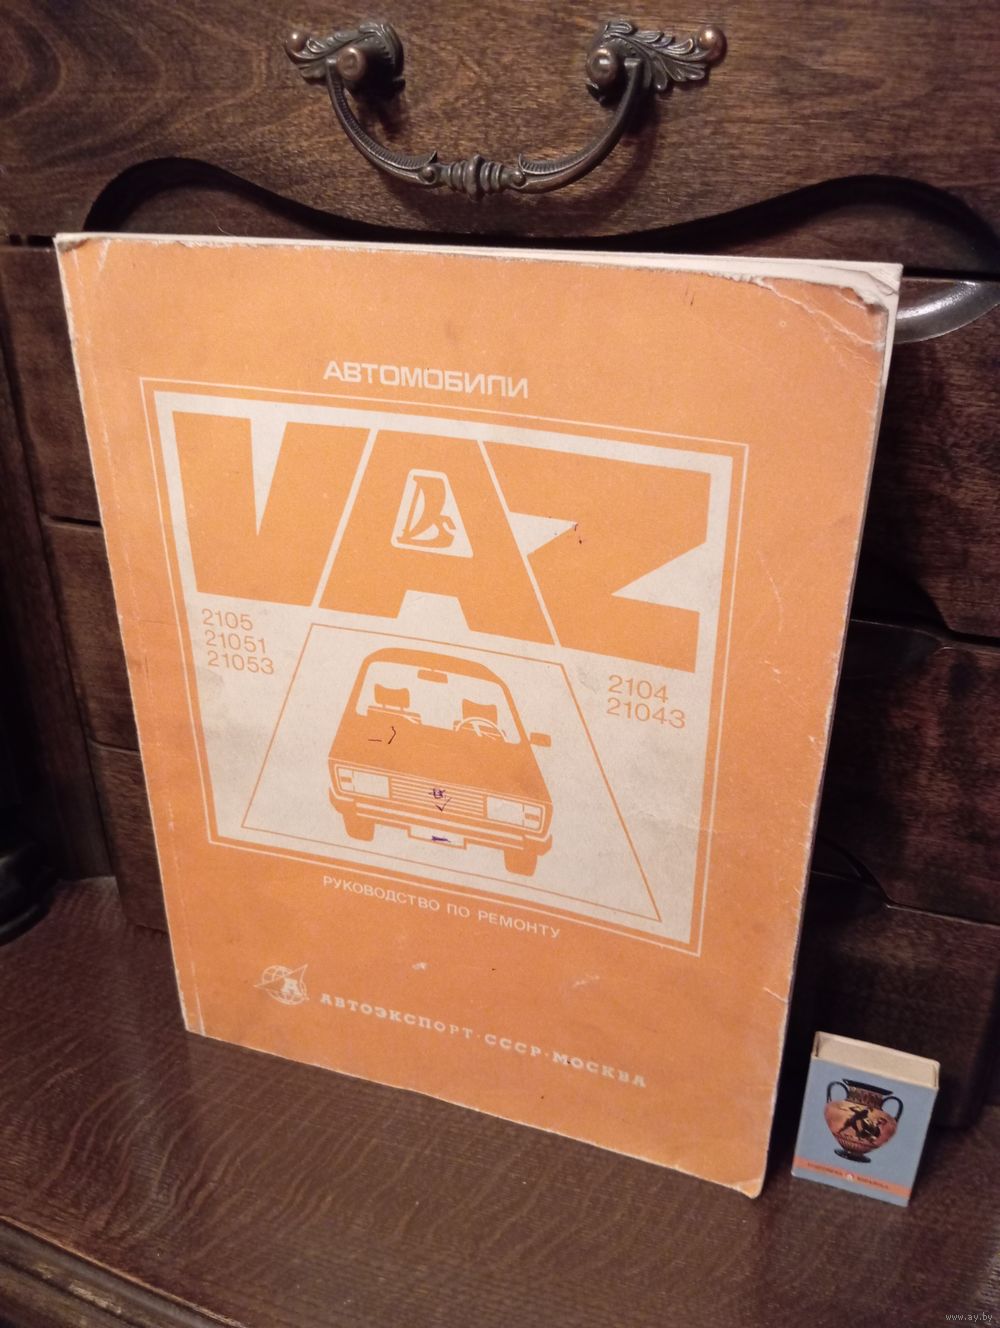 АВТОМОБИЛИ
VAZ
2105
21051
21053
2104
21043
РУКОВОДСТВО ПО РЕМОНТУ
А
АВТОЭКСПОРТ·СССР·МОСКВА
www.ay.by